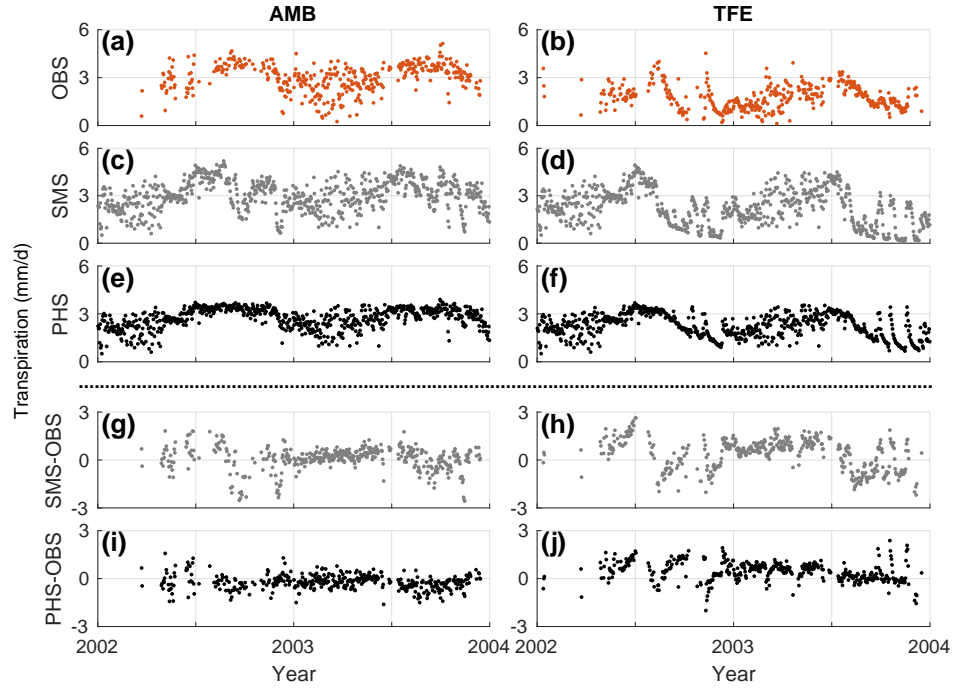 AMB TFE
(a) (b)
OBS
6
3
0
6
3
0
(c) (d)
SMS
6
3
0
6
3
0
(e) (f)
PHS
6
3
0
6
3
0
Transpiration (mm/d)
(g) (h)
SMS-OBS
3
0
-3
3
0
-3
(i) (j)
PHS-OBS
3
0
-3
3
0
-3
2002 2003 2004 2002 2003 2004
Year Year